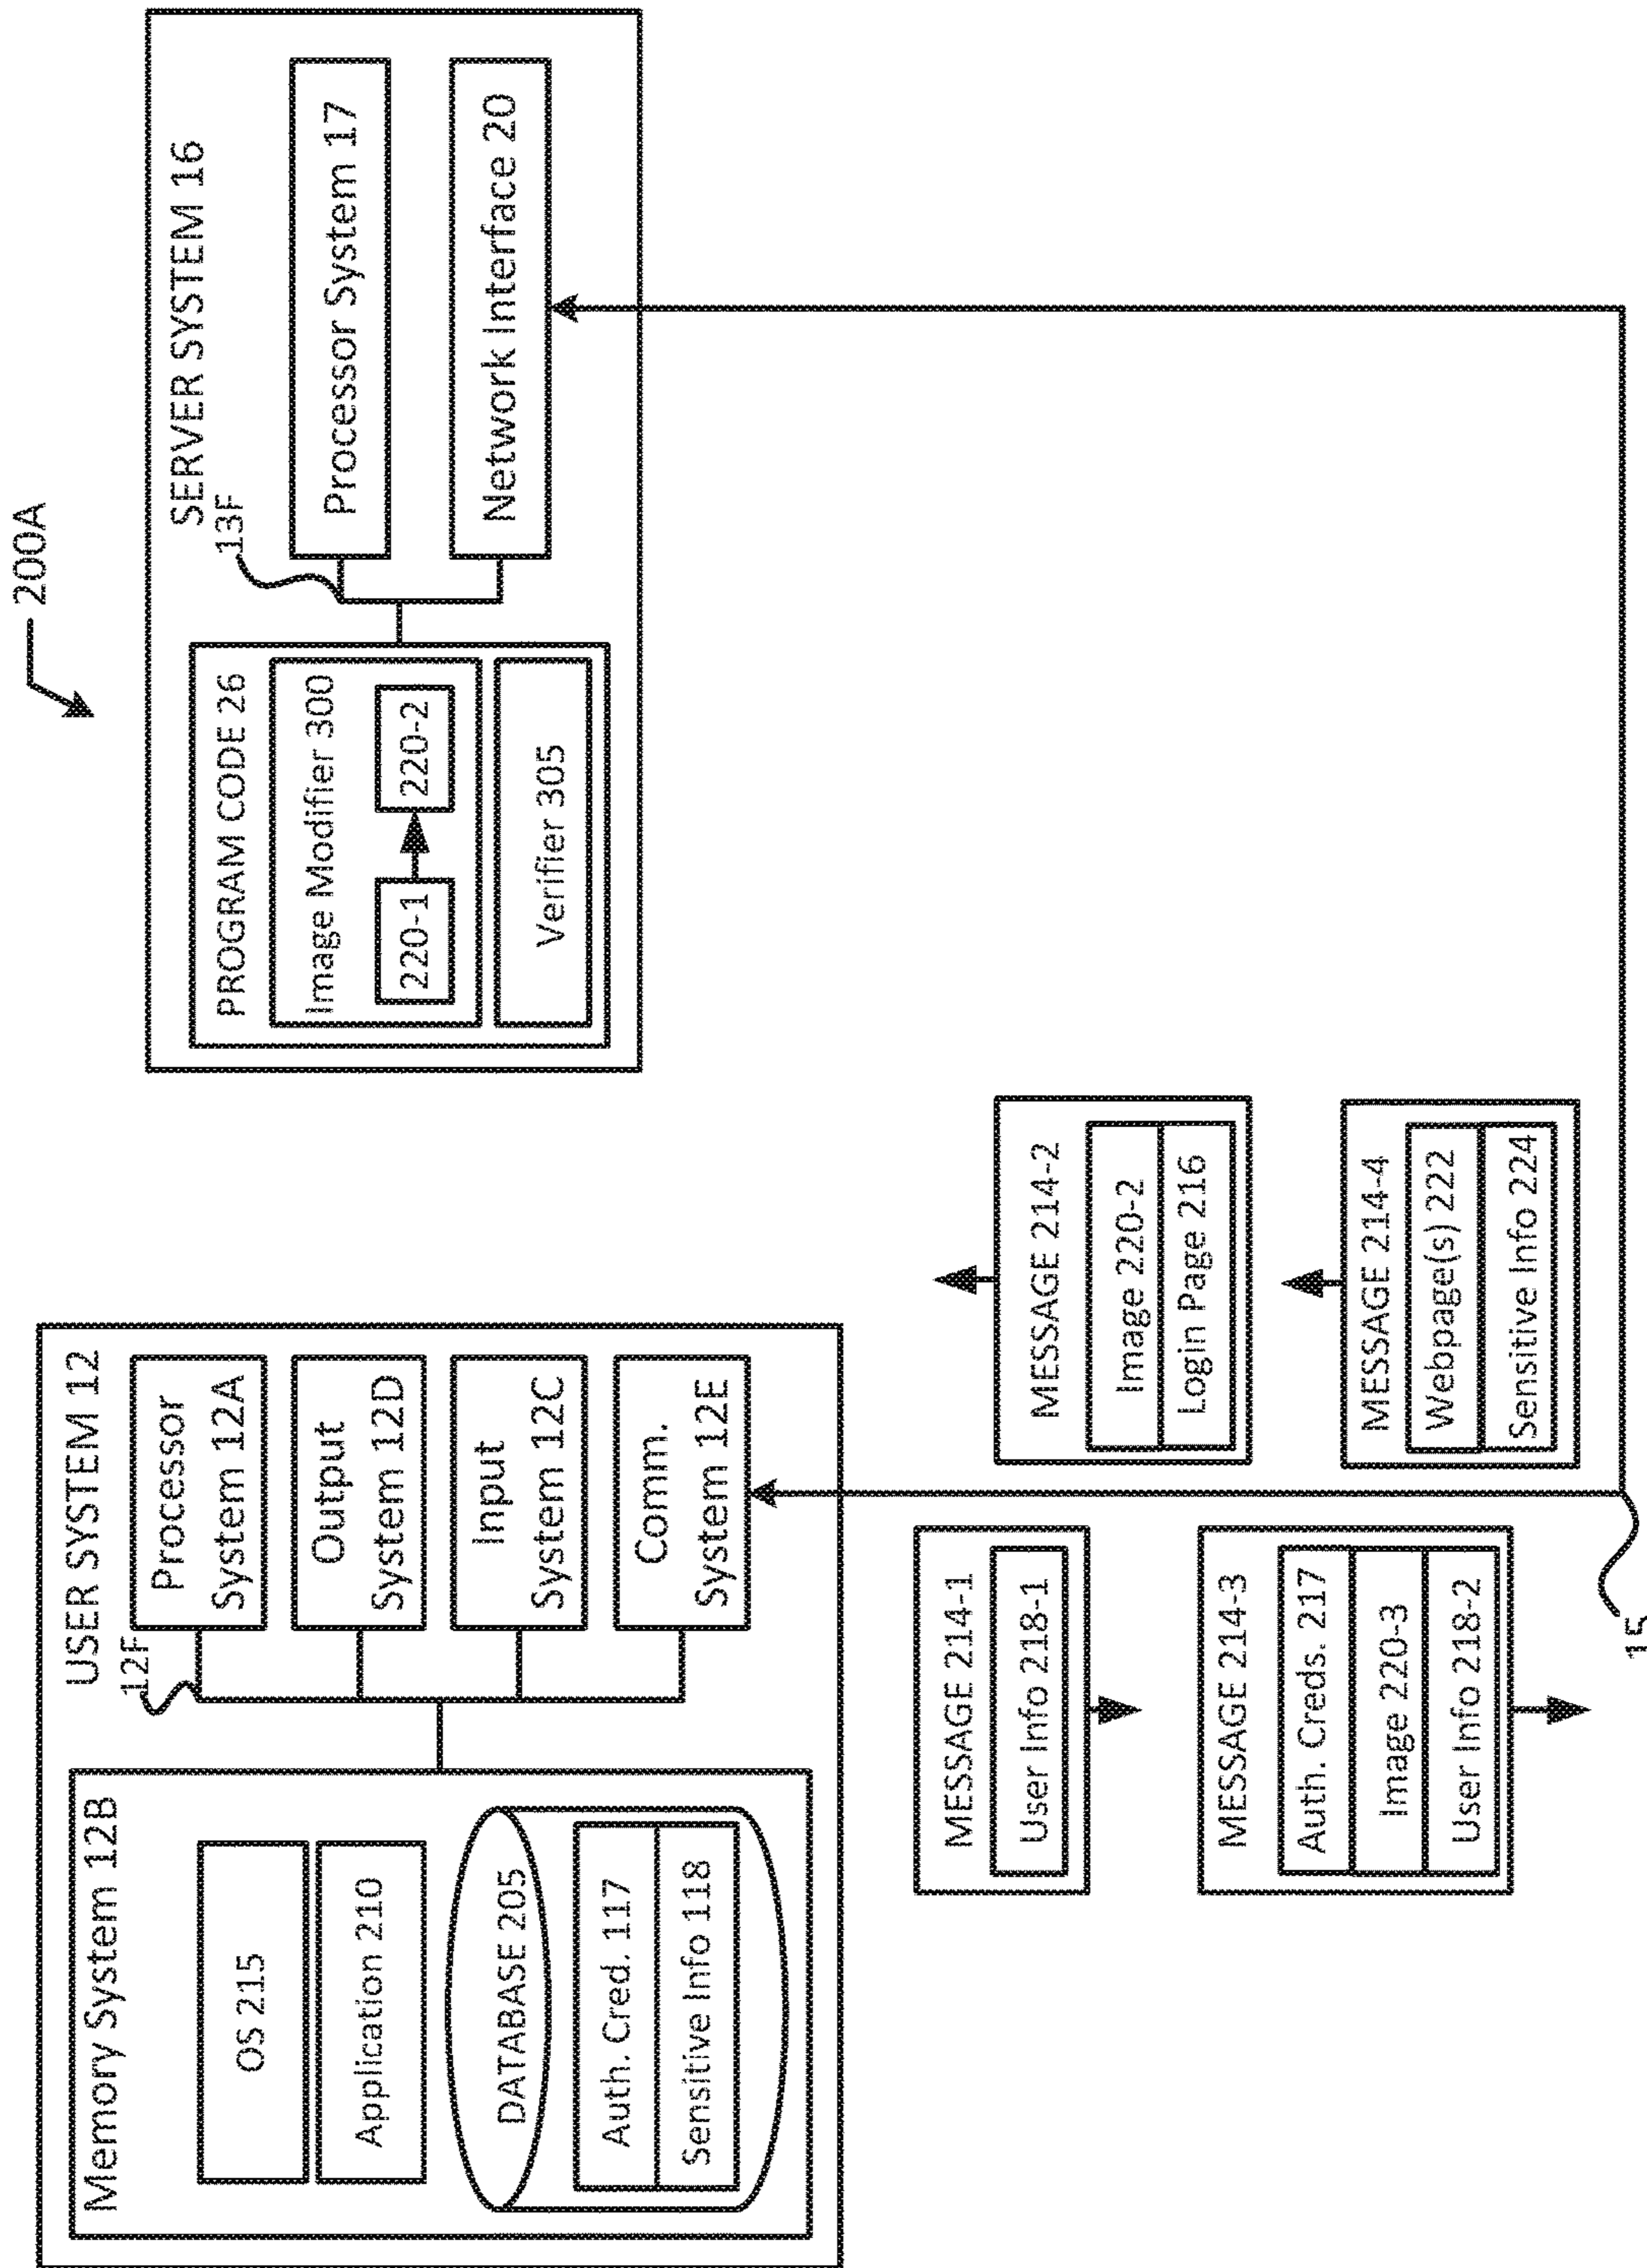 200A
USER SYSTEM 12
12F
Memory System 12B
OS 215
Application 210
DATABASE 205
Auth. Cred. 117
Sensitive Info 118
Processor
System 12A
Output
System 12D
Input
System 12C
Comm.
System 12E
SERVER SYSTEM 16
13F
PROGRAM CODE 26
Image Modifier 300
220-1
220-2
Verifier 305
Processor System 17
Network Interface 20
MESSAGE 214-1
User Info 218-1
MESSAGE 214-2
Image 220-2
Login Page 216
MESSAGE 214-3
Auth. Creds. 217
Image 220-3
User Info 218-2
MESSAGE 214-4
Webpage(s) 222
Sensitive Info 224
15